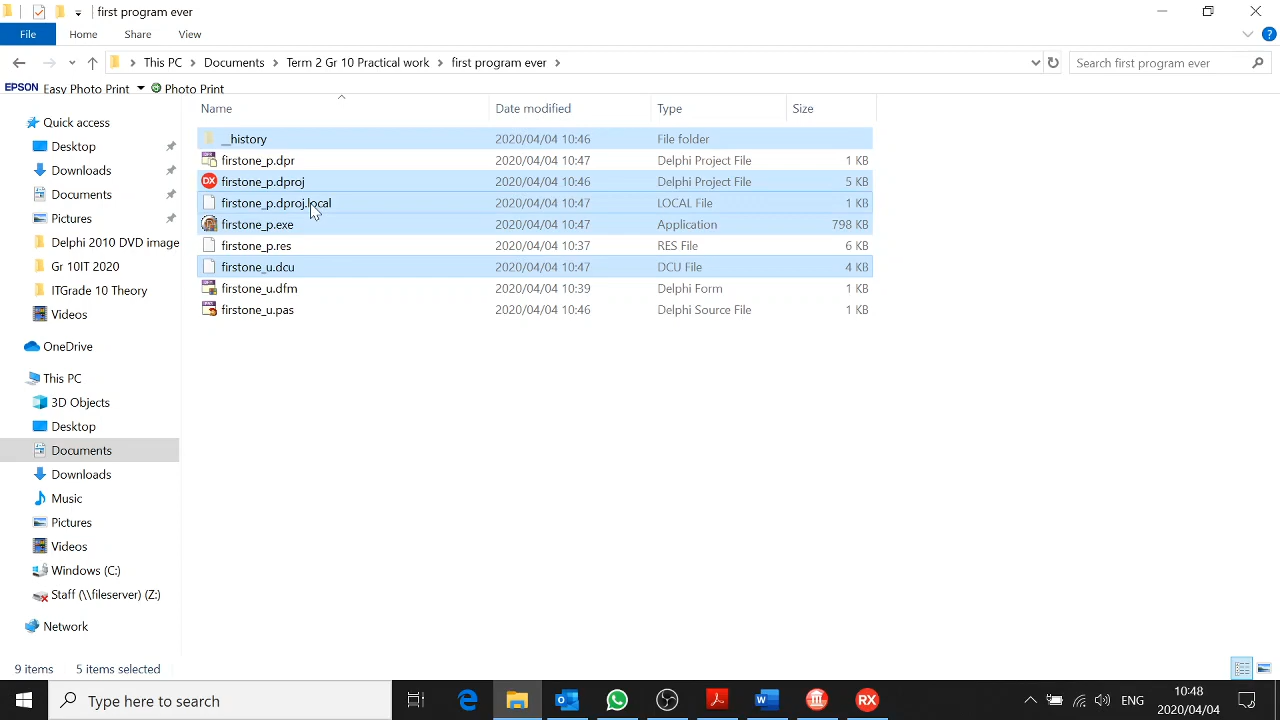 first program ever
File Home Share View
This PC Documents Term 2 Gr 10 Practical work first program ever Search first program ever
EPSON Easy Photo Print Photo Print
Name Date modified Type Size
Quick access
Desktop
Downloads
Documents
Pictures
Delphi 2010 DVD image
Gr 10IT 2020
ITGrade 10 Theory
Videos
OneDrive
This PC
3D Objects
Desktop
Documents
Downloads
Music
Pictures
Videos
Windows (C:)
Staff (\\fileserver) (Z:)
Network
__history 2020/04/04 10:46 File folder
firstone_p.dpr 2020/04/04 10:47 Delphi Project File 1 KB
firstone_p.dproj 2020/04/04 10:46 Delphi Project File 5 KB
firstone_p.dproj.local 2020/04/04 10:47 LOCAL File 1 KB
firstone_p.exe 2020/04/04 10:47 Application 798 KB
firstone_p.res 2020/04/04 10:37 RES File 6 KB
firstone_u.dcu 2020/04/04 10:47 DCU File 4 KB
firstone_u.dfm 2020/04/04 10:39 Delphi Form 1 KB
firstone_u.pas 2020/04/04 10:46 Delphi Source File 1 KB
9 items 5 items selected
Type here to search ENG 10:48
2020/04/04